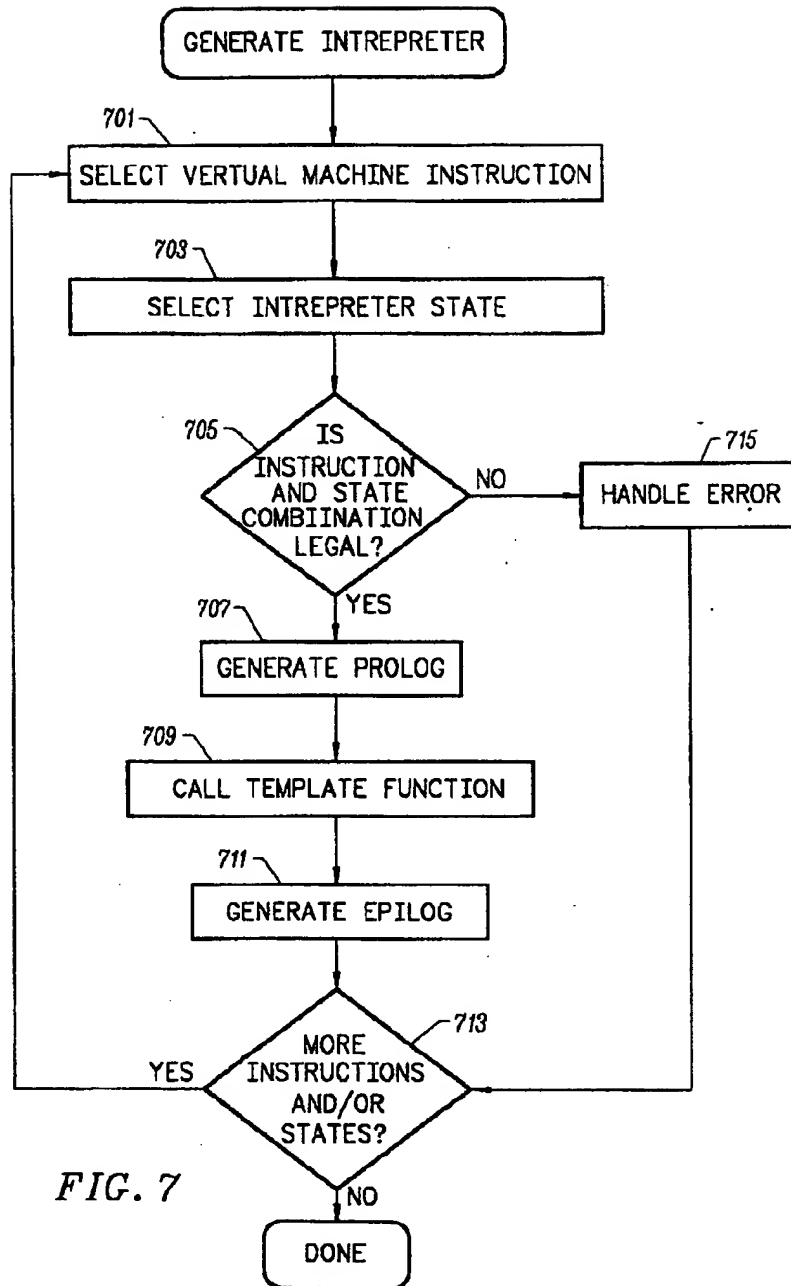 GENERATE INTREPRETER
701
SELECT VERTUAL MACHINE INSTRUCTION
703
SELECT INTREPRETER STATE
705
IS
INSTRUCTION
AND STATE
COMBIINATION
LEGAL?
NO
715
HANDLE ERROR
YES
707
GENERATE PROLOG
709
CALL TEMPLATE FUNCTION
711
GENERATE EPILOG
713
MORE
INSTRUCTIONS
AND/OR
STATES?
YES
NO
DONE
FIG. 7